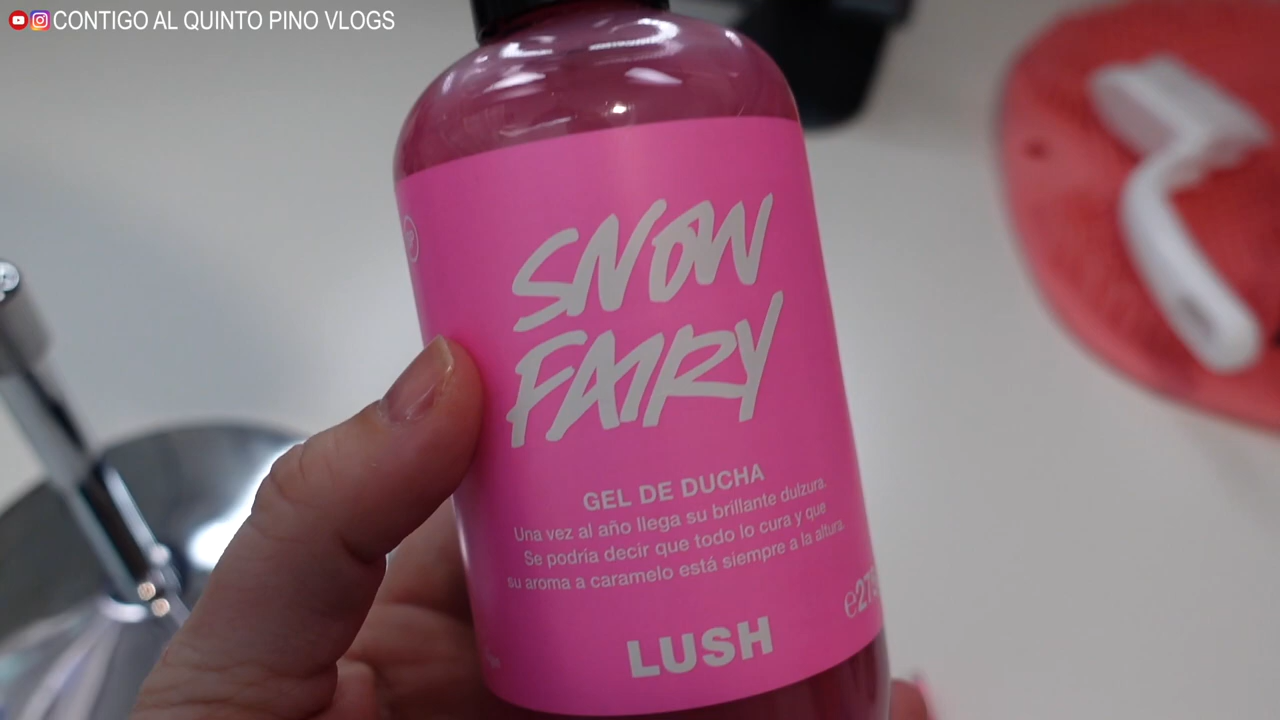 CONTIGO AL QUINTO PINO VLOGS
SNOW
FAIRY
GEL DE DUCHA
Una vez al año llega su brillante dulzura.
Se podría decir que todo lo cura y que
su aroma a caramelo está siempre a la altura.
LUSH